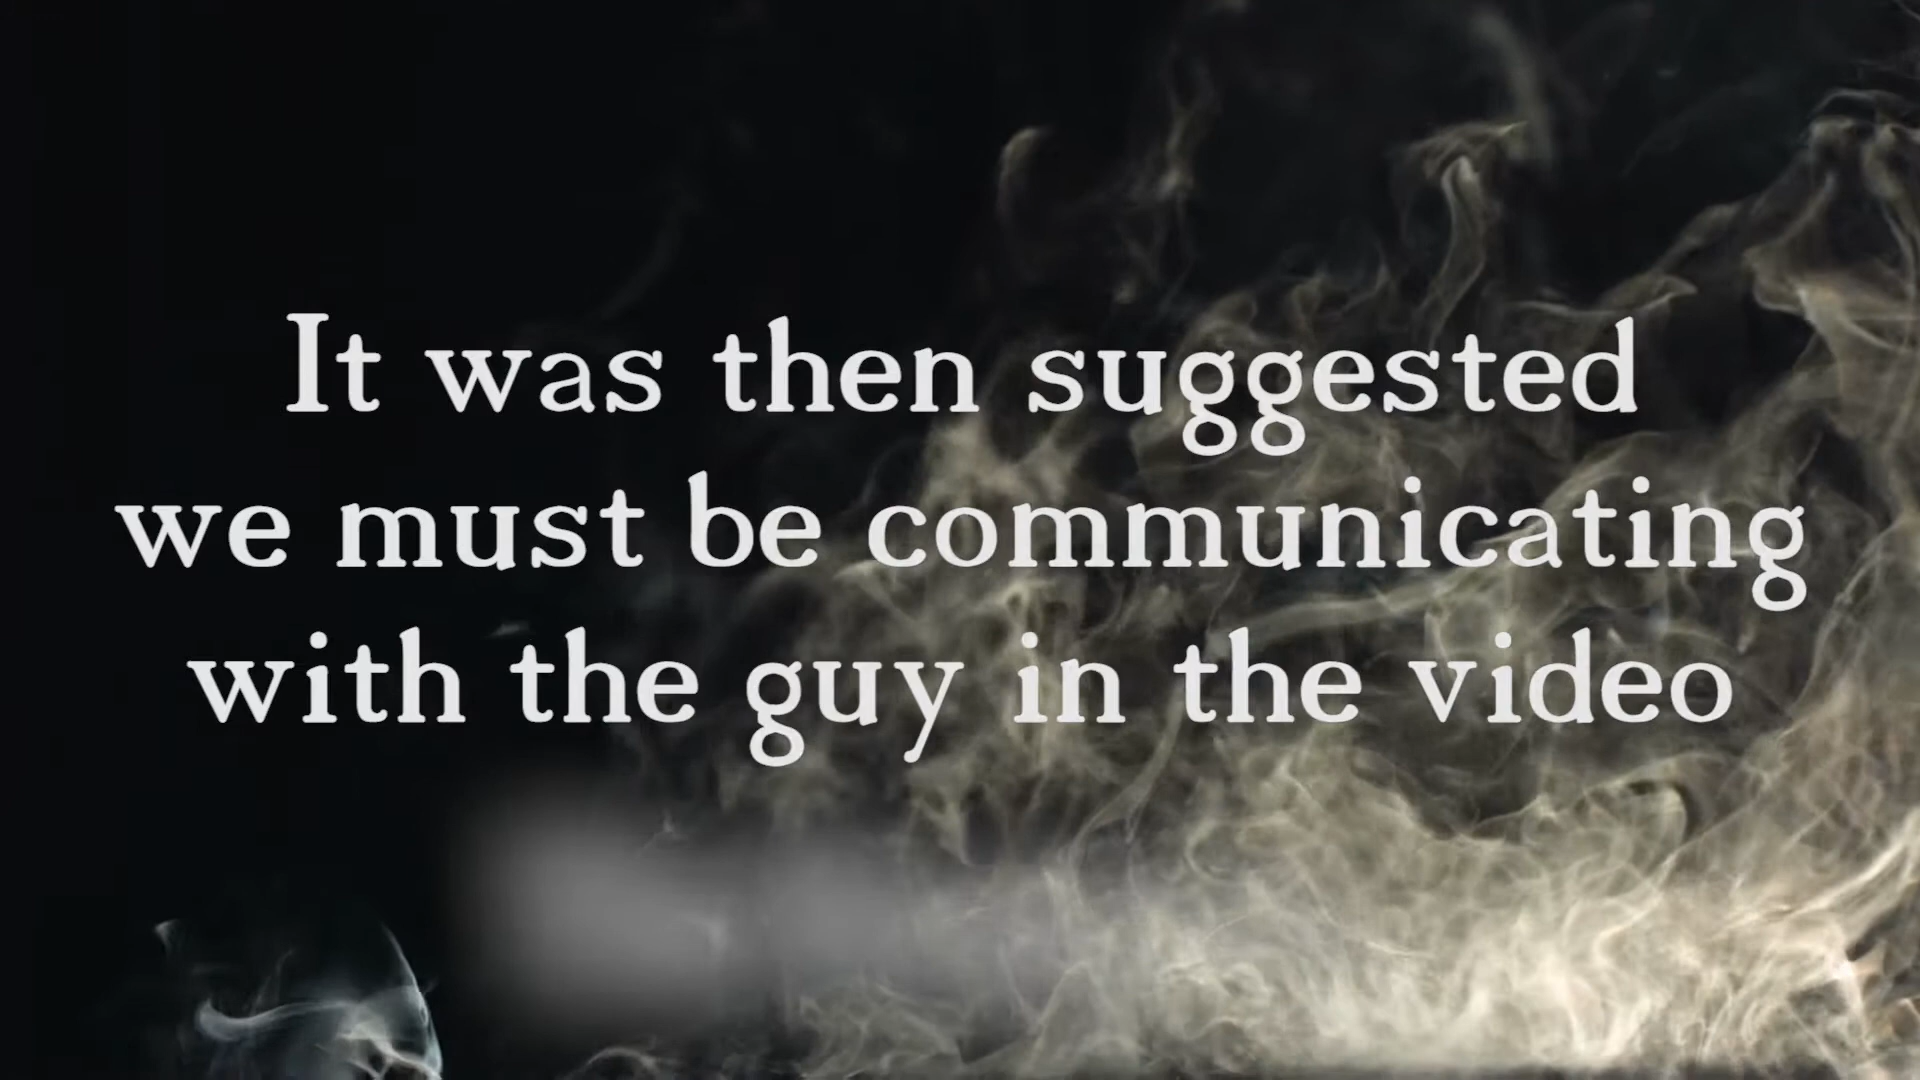 It was then suggested
we must be communicating
with the guy in the video